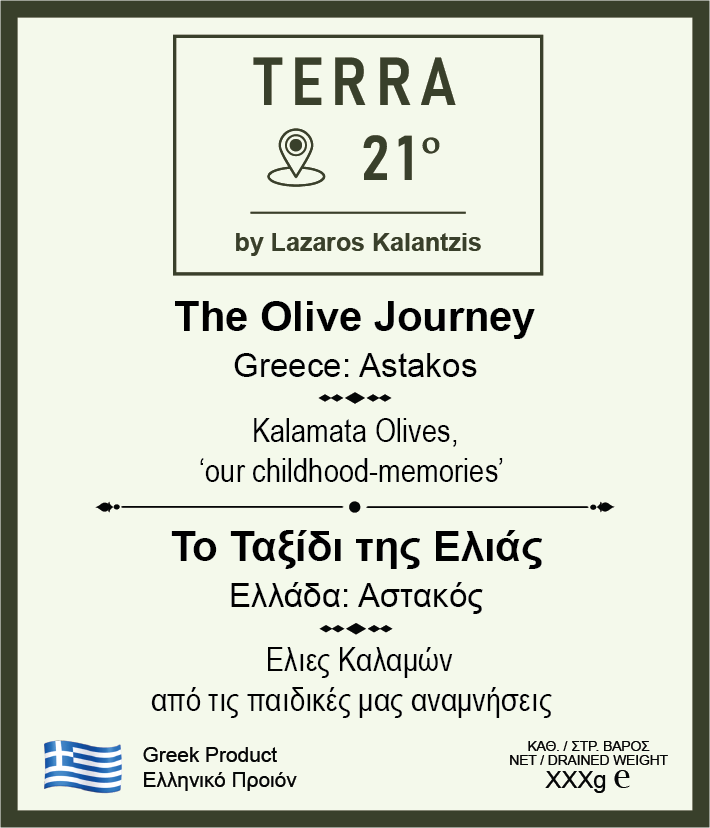 TERRA
21º
by Lazaros Kalantzis
The Olive Journey
Greece: Astakos
Kalamata Olives,
‘our childhood-memories’
Το Ταξίδι της Ελιάς
Ελλάδα: Αστακός
Ελιες Καλαμών
από τις παιδικές μας αναμνήσεις
Greek Product
Ελληνικό Προιόν
ΚΑΘ. / ΣΤΡ. ΒΑΡΟΣ
NET / DRAINED WEIGHT
XXXg ℮